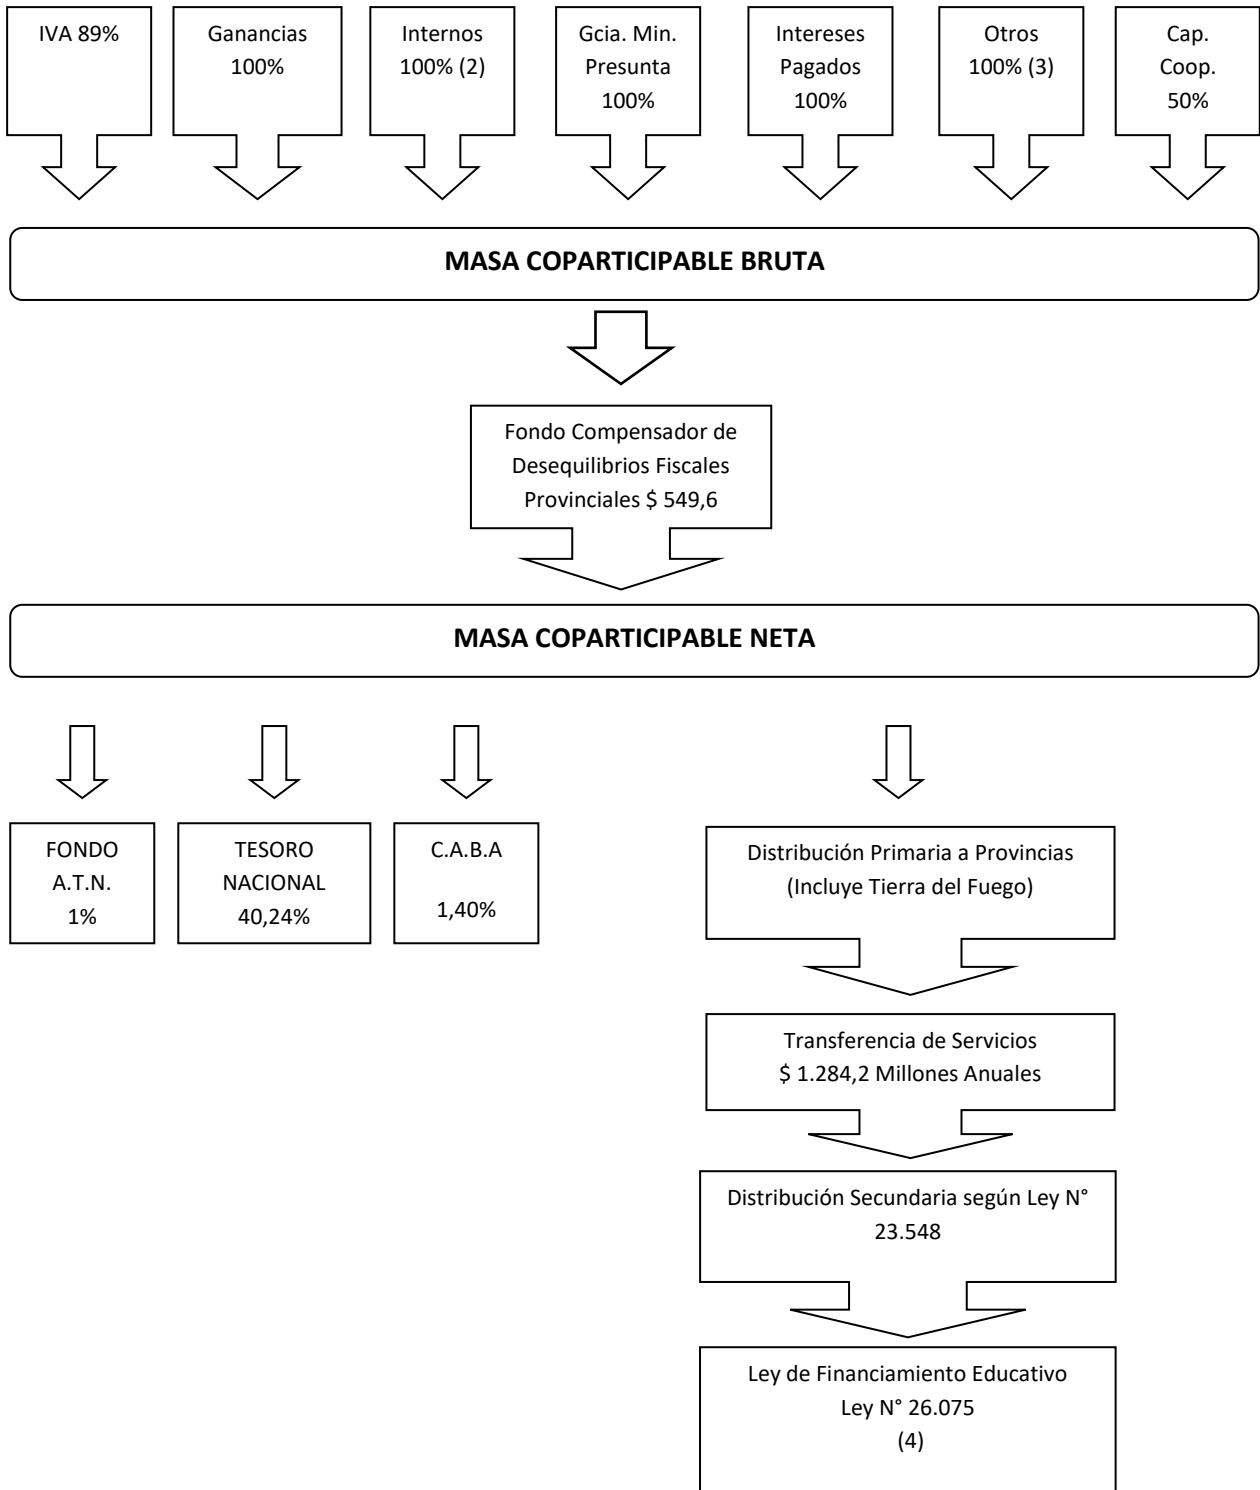 IVA 89%
Ganancias
100%
Internos
100% (2)
Gcia. Min.
Presunta
100%
Intereses
Pagados
100%
Otros
100% (3)
Cap.
Coop.
50%
MASA COPARTICIPABLE BRUTA
Fondo Compensador de
Desequilibrios Fiscales
Provinciales $ 549,6
MASA COPARTICIPABLE NETA
FONDO
A.T.N.
1%
TESORO
NACIONAL
40,24%
C.A.B.A
1,40%
Distribución Primaria a Provincias
(Incluye Tierra del Fuego)
Transferencia de Servicios
$ 1.284,2 Millones Anuales
Distribución Secundaria según Ley N°
23.548
Ley de Financiamiento Educativo
Ley N° 26.075
(4)